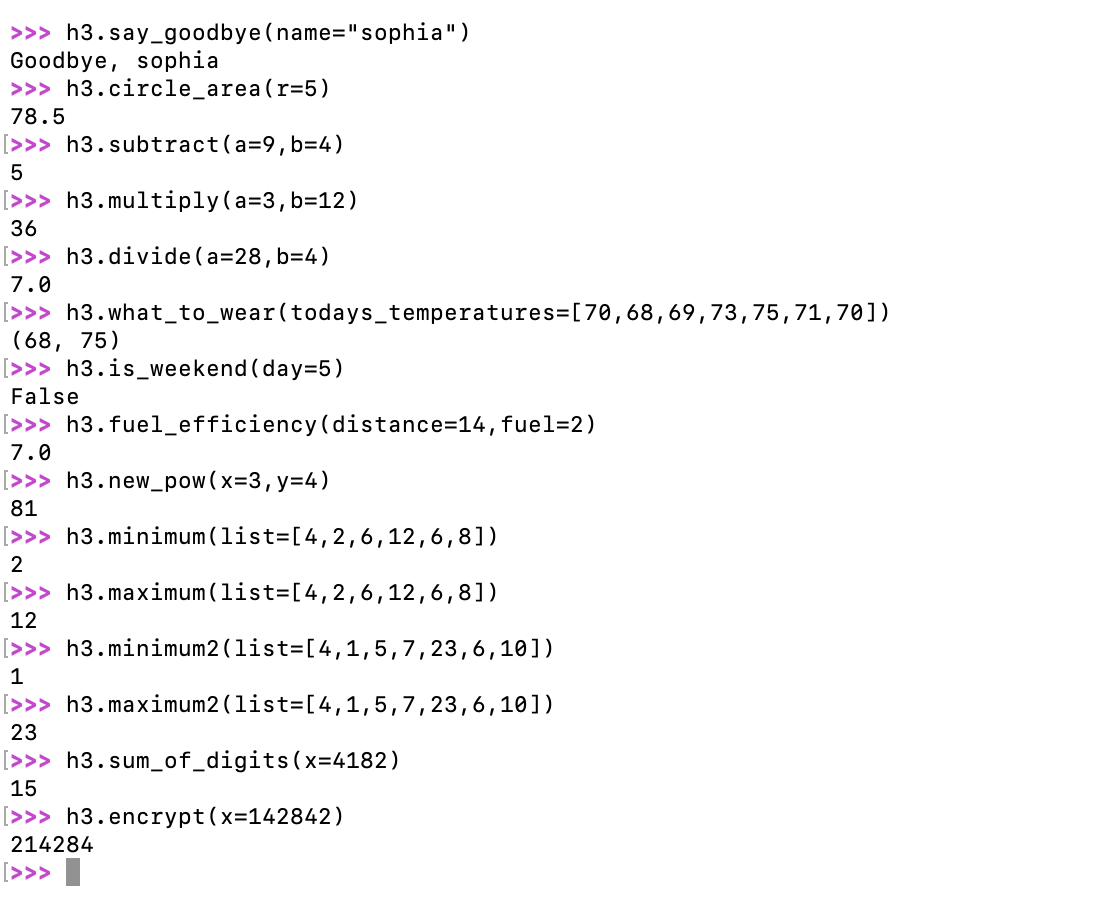 >>> h3.say_goodbye(name="sophia")
Goodbye, sophia
>>> h3.circle_area(r=5)
78.5
[>>> h3.subtract(a=9,b=4)
5
[>>> h3.multiply(a=3,b=12)
36
[>>> h3.divide(a=28,b=4)
7.0
[>>> h3.what_to_wear(todays_temperatures=[70,68,69,73,75,71,70])
(68, 75)
[>>> h3.is_weekend(day=5)
False
[>>> h3.fuel_efficiency(distance=14,fuel=2)
7.0
[>>> h3.new_pow(x=3,y=4)
81
[>>> h3.minimum(list=[4,2,6,12,6,8])
2
[>>> h3.maximum(list=[4,2,6,12,6,8])
12
[>>> h3.minimum2(list=[4,1,5,7,23,6,10])
1
[>>> h3.maximum2(list=[4,1,5,7,23,6,10])
23
[>>> h3.sum_of_digits(x=4182)
15
[>>> h3.encrypt(x=142842)
214284
[>>>